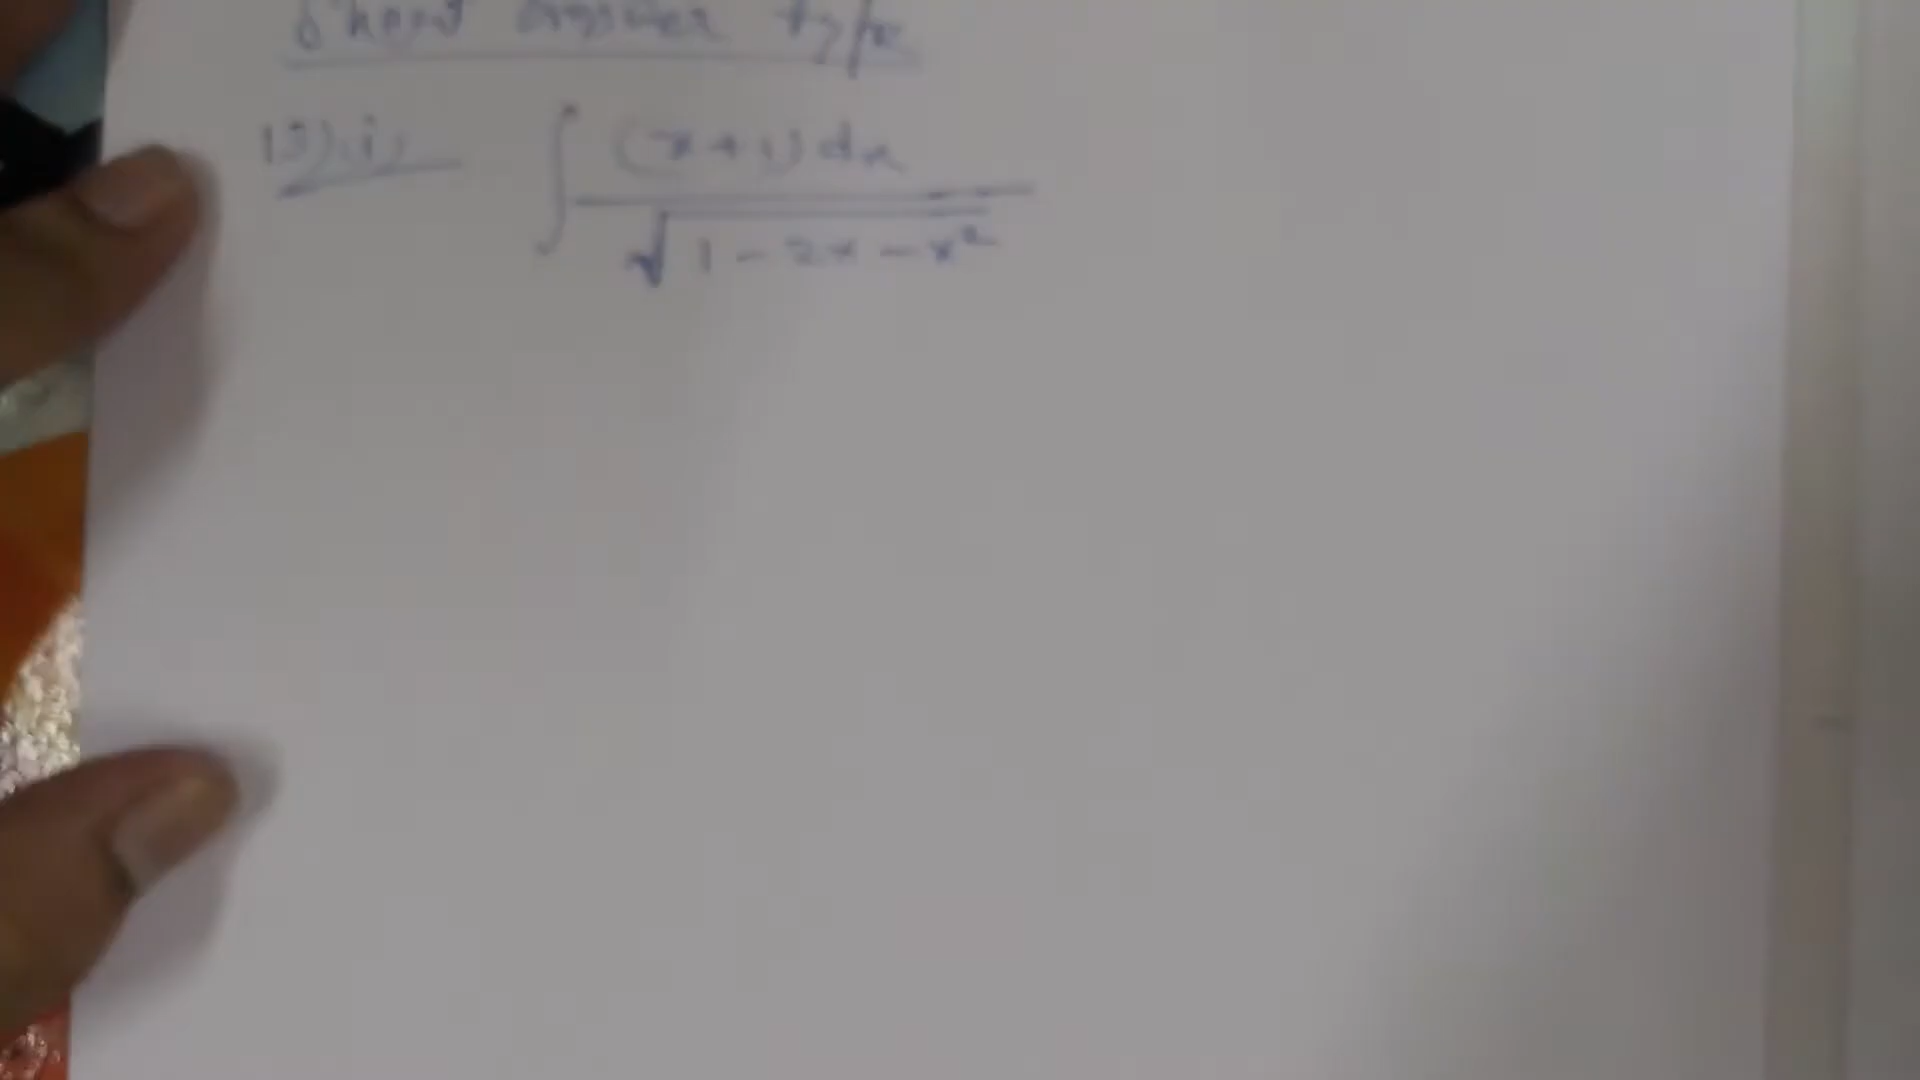 Short answer type
13) i) ∫ (x+1) dx / √(1 - 2x - x²)